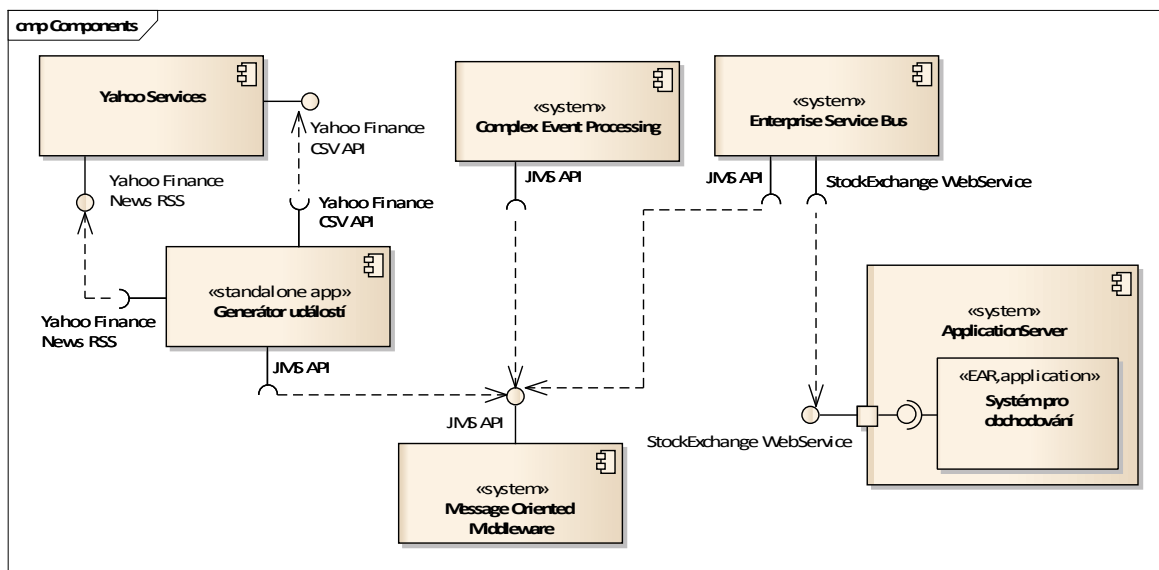 cmp Components
Yahoo Services
Yahoo Finance
CSV API
Yahoo Finance
News RSS
Yahoo Finance
CSV API
«standalone app»
Generátor událostí
Yahoo Finance
News RSS
JMS API
«system»
Complex Event Processing
JMS API
«system»
Enterprise Service Bus
JMS API
StockExchange WebService
«system»
ApplicationServer
«EAR,application»
Systém pro
obchodování
StockExchange WebService
JMS API
«system»
Message Oriented
Middleware